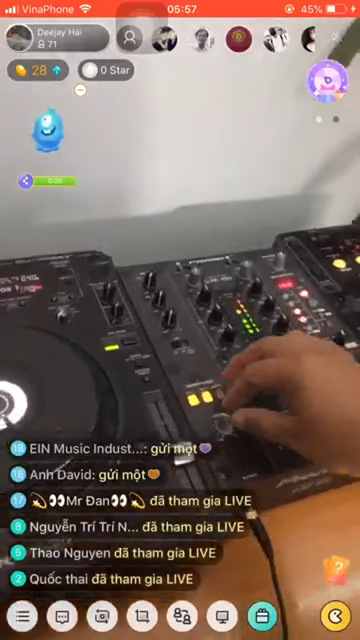 VinaPhone
05:57
45%
Deejay Hải
71
28
0 Star
0/20
18 EIN Music Indust...: gửi một
18 Anh David: gửi một
17 Mr Đan đã tham gia LIVE
8 Nguyễn Trí Trí N... đã tham gia LIVE
5 Thao Nguyen đã tham gia LIVE
2 Quốc thai đã tham gia LIVE